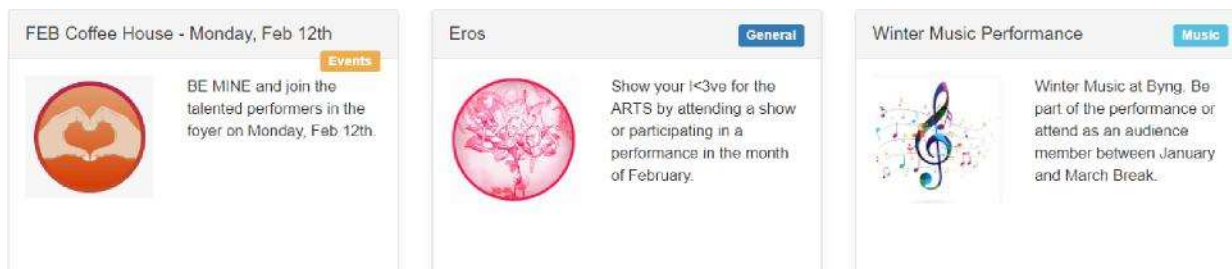 FEB Coffee House - Monday, Feb 12th
Events
BE MINE and join the
talented performers in the
foyer on Monday, Feb 12th.
Eros
General
Show your I<3ve for the
ARTS by attending a show
or participating in a
performance in the month
of February.
Winter Music Performance
Music
Winter Music at Byng. Be
part of the performance or
attend as an audience
member between January
and March Break.